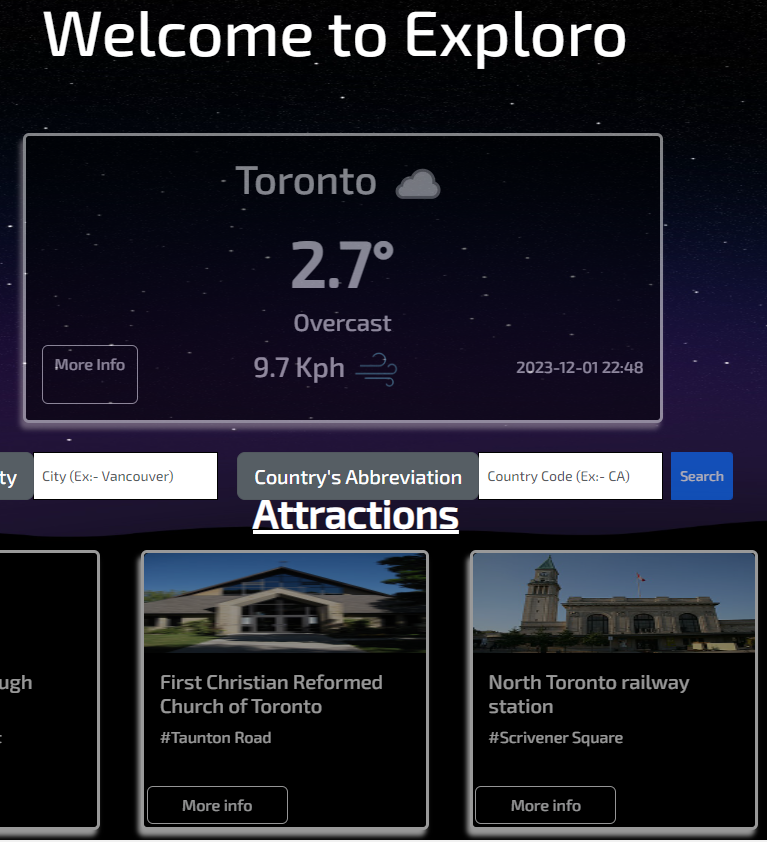 Welcome to Exploro
Toronto
2.7°
Overcast
More Info
9.7 Kph
2023-12-01 22:48
ty
City (Ex:- Vancouver)
Country's Abbreviation
Country Code (Ex:- CA)
Search
Attractions
ugh
First Christian Reformed
Church of Toronto
#Taunton Road
More info
North Toronto railway
station
#Scrivener Square
More info